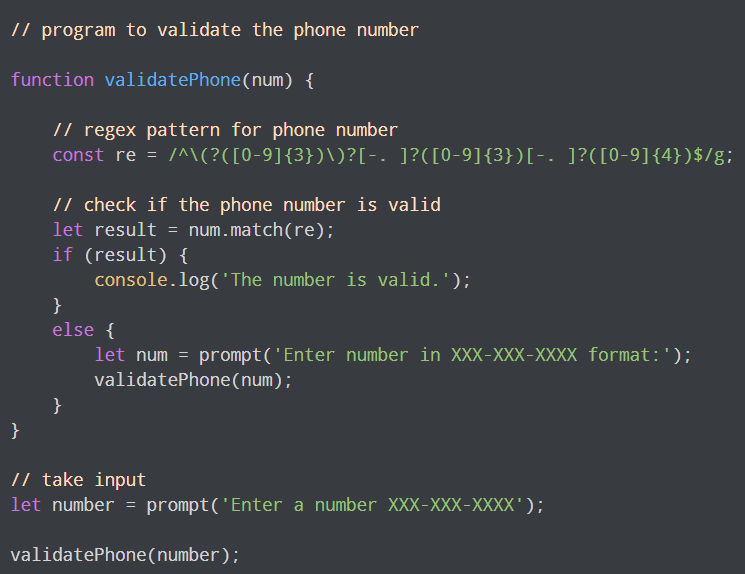 // program to validate the phone number
function validatePhone(num) {
// regex pattern for phone number
const re = /^\(?([0-9]{3})\)?[-. ]?([0-9]{3})[-. ]?([0-9]{4})$/g;
// check if the phone number is valid
let result = num.match(re);
if (result) {
console.log('The number is valid.');
}
else {
let num = prompt('Enter number in XXX-XXX-XXXX format:');
validatePhone(num);
}
}
// take input
let number = prompt('Enter a number XXX-XXX-XXXX');
validatePhone(number);